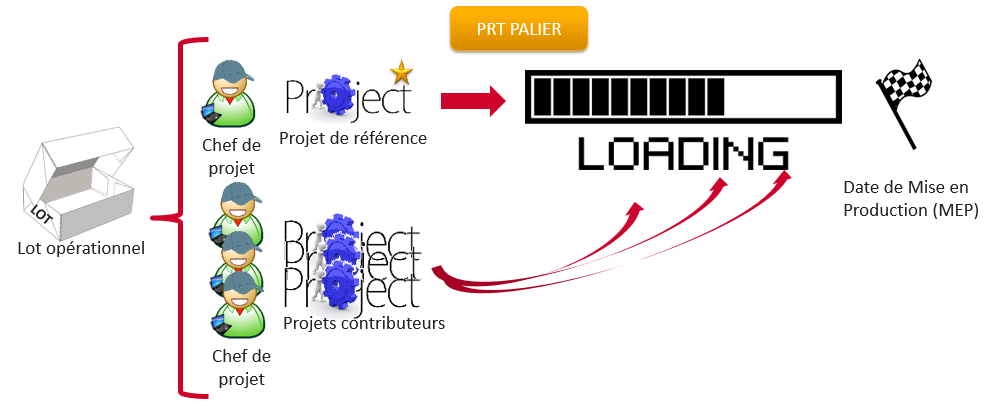 PRT PALIER
Project
Projet de référence
Chef de
projet
LOADING
Date de Mise en
Production (MEP)
LOT
Lot opérationnel
Project
Project
Project
Projets contributeurs
Chef de
projet